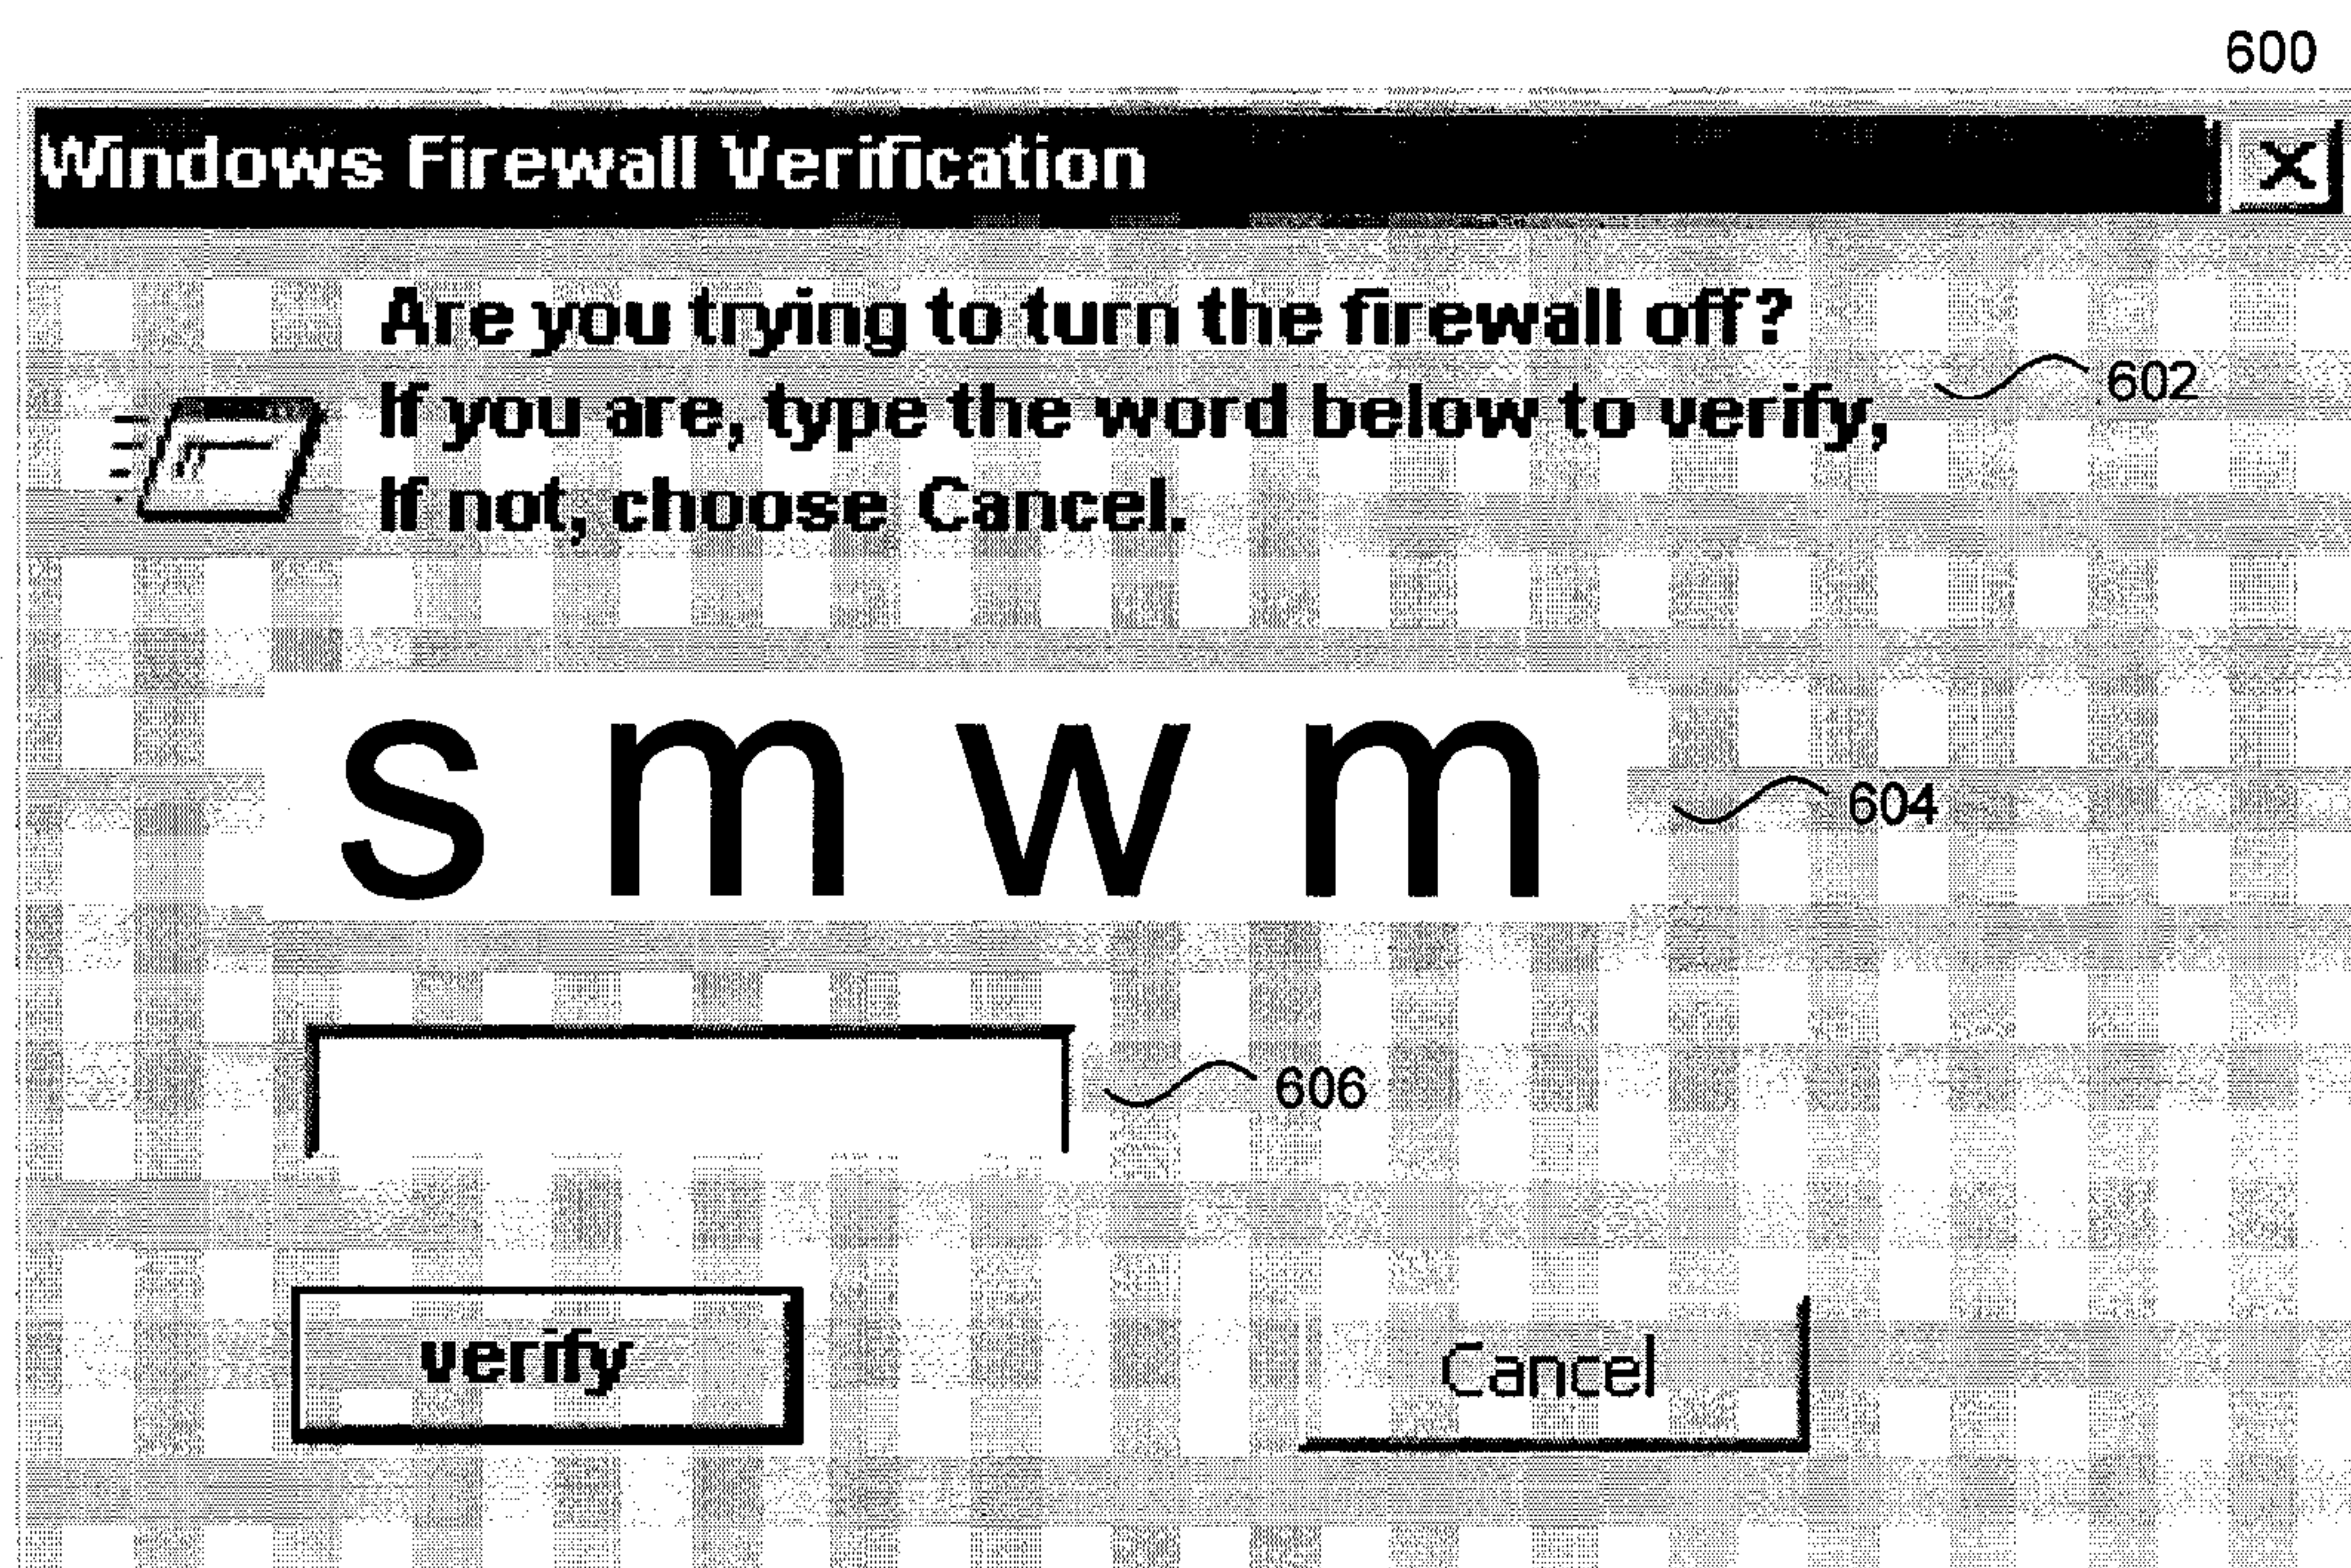 600
Windows Firewall Verification
Are you trying to turn the firewall off?
If you are, type the word below to verify,
602
If not, choose Cancel.
s m w m
604
606
verify Cancel